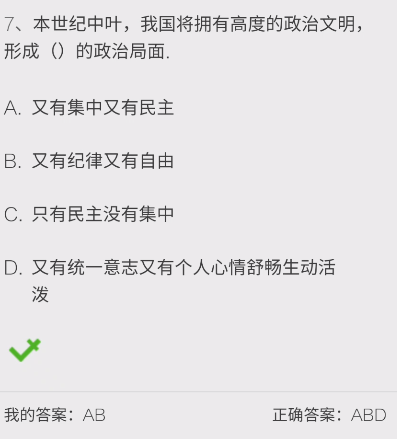 7、本世纪中叶，我国将拥有高度的政治文明，
形成（）的政治局面.
A. 又有集中又有民主
B. 又有纪律又有自由
C. 只有民主没有集中
D. 又有统一意志又有个人心情舒畅生动活
泼
我的答案：AB
正确答案：ABD